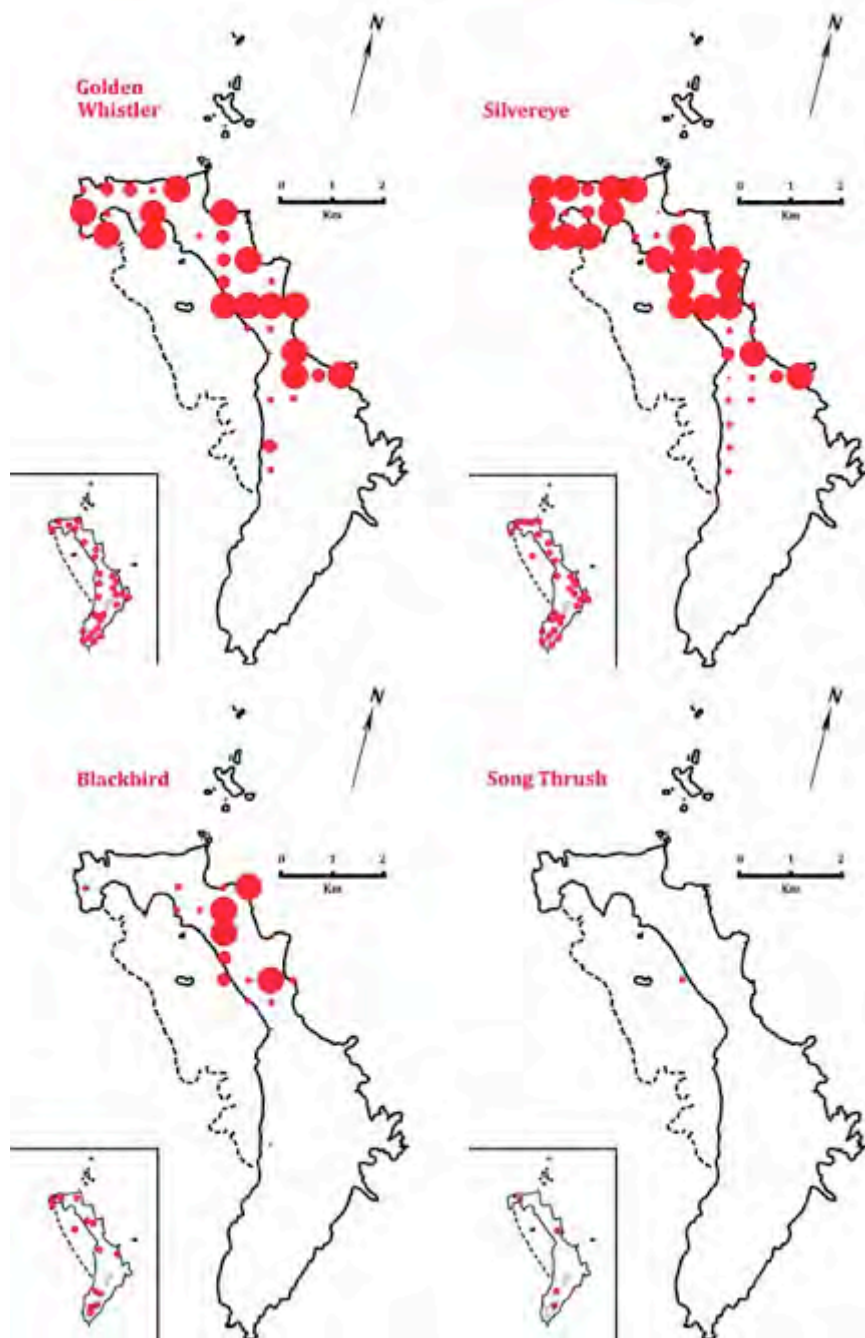 N
Golden
Whistler
0 1 2
Km
N
Silvereye
0 1 2
Km
N
Blackbird
0 1 2
Km
N
Song Thrush
0 1 2
Km